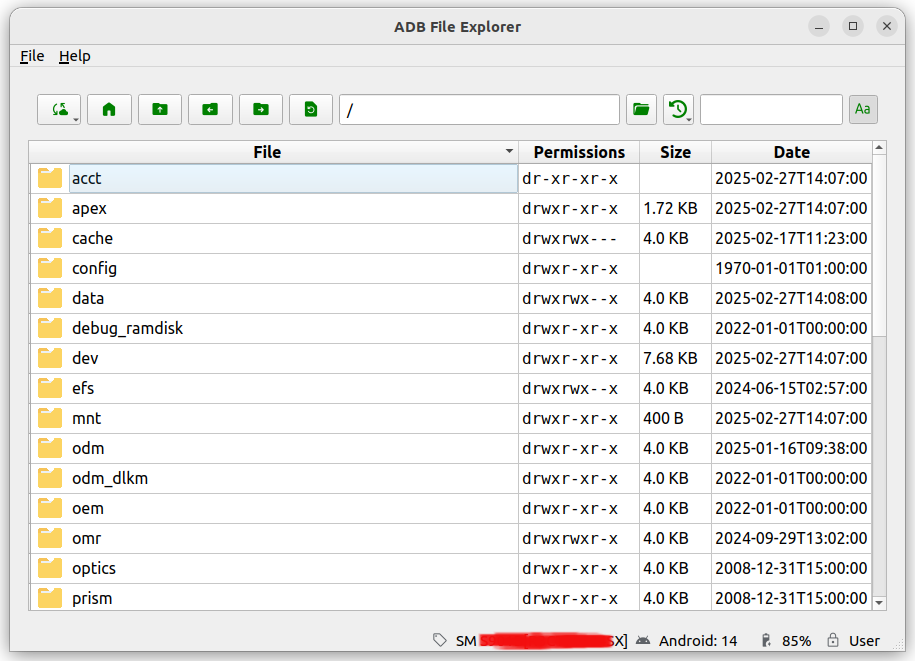 ADB File Explorer
File Help
/ Aa
File Permissions Size Date
acct dr-xr-xr-x 2025-02-27T14:07:00
apex drwxr-xr-x 1.72 KB 2025-02-27T14:07:00
cache drwxrwx--- 4.0 KB 2025-02-17T11:23:00
config drwxr-xr-x 1970-01-01T01:00:00
data drwxrwx--x 4.0 KB 2025-02-27T14:08:00
debug_ramdisk drwxr-xr-x 4.0 KB 2022-01-01T00:00:00
dev drwxr-xr-x 7.68 KB 2025-02-27T14:07:00
efs drwxrwx--x 4.0 KB 2024-06-15T02:57:00
mnt drwxr-xr-x 400 B 2025-02-27T14:07:00
odm drwxr-xr-x 4.0 KB 2025-01-16T09:38:00
odm_dlkm drwxr-xr-x 4.0 KB 2022-01-01T00:00:00
oem drwxr-xr-x 4.0 KB 2022-01-01T00:00:00
omr drwxrwxr-x 4.0 KB 2024-09-29T13:02:00
optics drwxr-xr-x 4.0 KB 2008-12-31T15:00:00
prism drwxr-xr-x 4.0 KB 2008-12-31T15:00:00
SM Android: 14 85% User